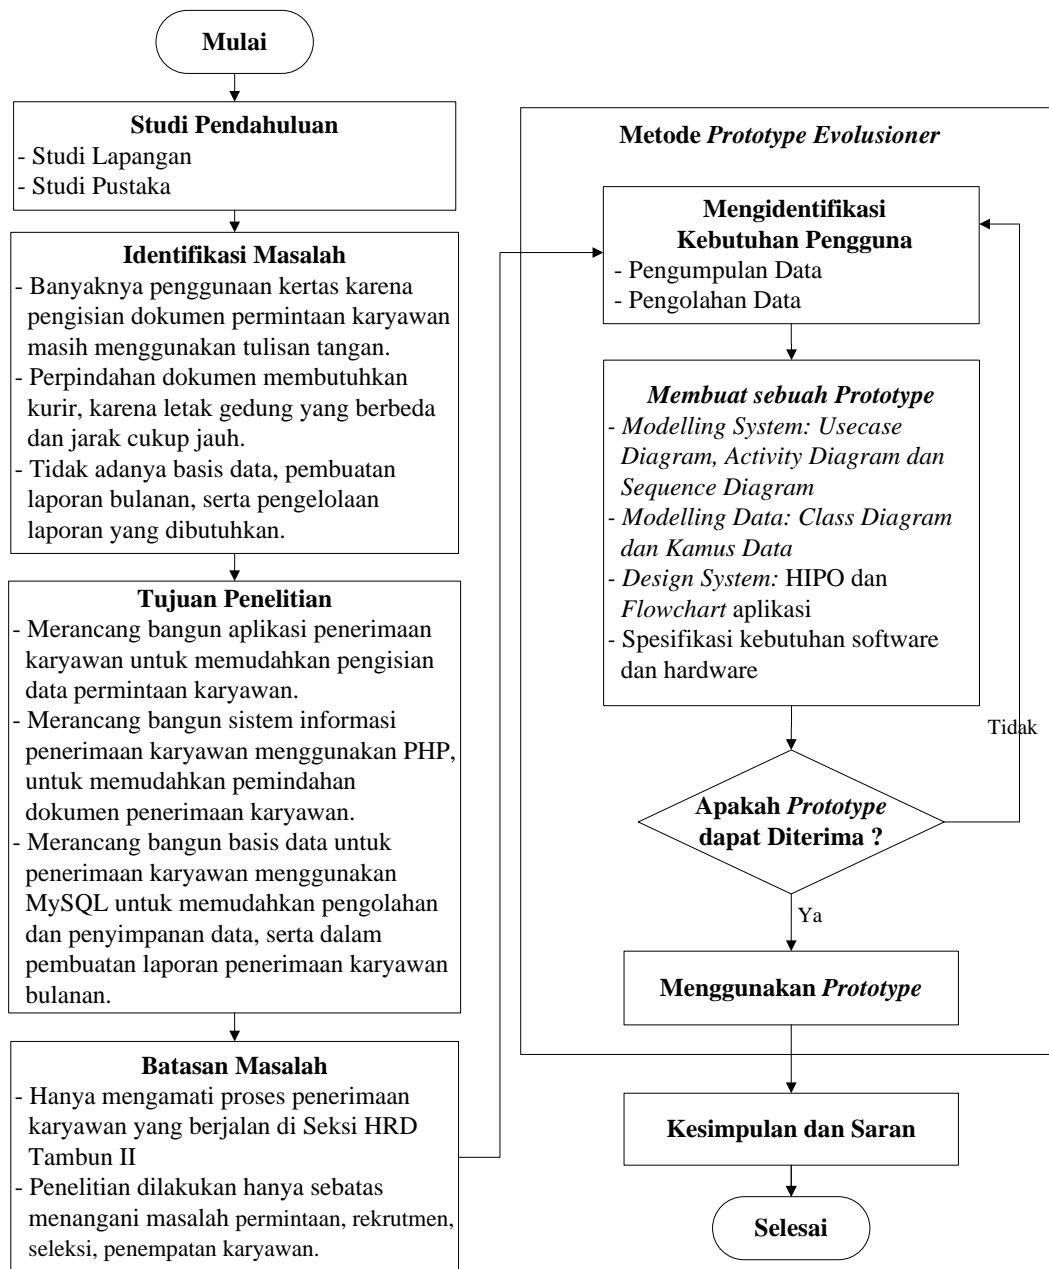 Mulai
Studi Pendahuluan
- Studi Lapangan
- Studi Pustaka
Identifikasi Masalah
- Banyaknya penggunaan kertas karena
pengisian dokumen permintaan karyawan
masih menggunakan tulisan tangan.
- Perpindahan dokumen membutuhkan
kurir, karena letak gedung yang berbeda
dan jarak cukup jauh.
- Tidak adanya basis data, pembuatan
laporan bulanan, serta pengelolaan
laporan yang dibutuhkan.
Tujuan Penelitian
- Merancang bangun aplikasi penerimaan
karyawan untuk memudahkan pengisian
data permintaan karyawan.
- Merancang bangun sistem informasi
penerimaan karyawan menggunakan PHP,
untuk memudahkan pemindahan
dokumen penerimaan karyawan.
- Merancang bangun basis data untuk
penerimaan karyawan menggunakan
MySQL untuk memudahkan pengolahan
dan penyimpanan data, serta dalam
pembuatan laporan penerimaan karyawan
bulanan.
Batasan Masalah
- Hanya mengamati proses penerimaan
karyawan yang berjalan di Seksi HRD
Tambun II
- Penelitian dilakukan hanya sebatas
menangani masalah permintaan, rekrutmen,
seleksi, penempatan karyawan.
Metode Prototype Evolusioner
Mengidentifikasi
Kebutuhan Pengguna
- Pengumpulan Data
- Pengolahan Data
Membuat sebuah Prototype
- Modelling System: Usecase
Diagram, Activity Diagram dan
Sequence Diagram
- Modelling Data: Class Diagram
dan Kamus Data
- Design System: HIPO dan
Flowchart aplikasi
- Spesifikasi kebutuhan software
dan hardware
Tidak
Apakah Prototype
dapat Diterima ?
Ya
Menggunakan Prototype
Kesimpulan dan Saran
Selesai